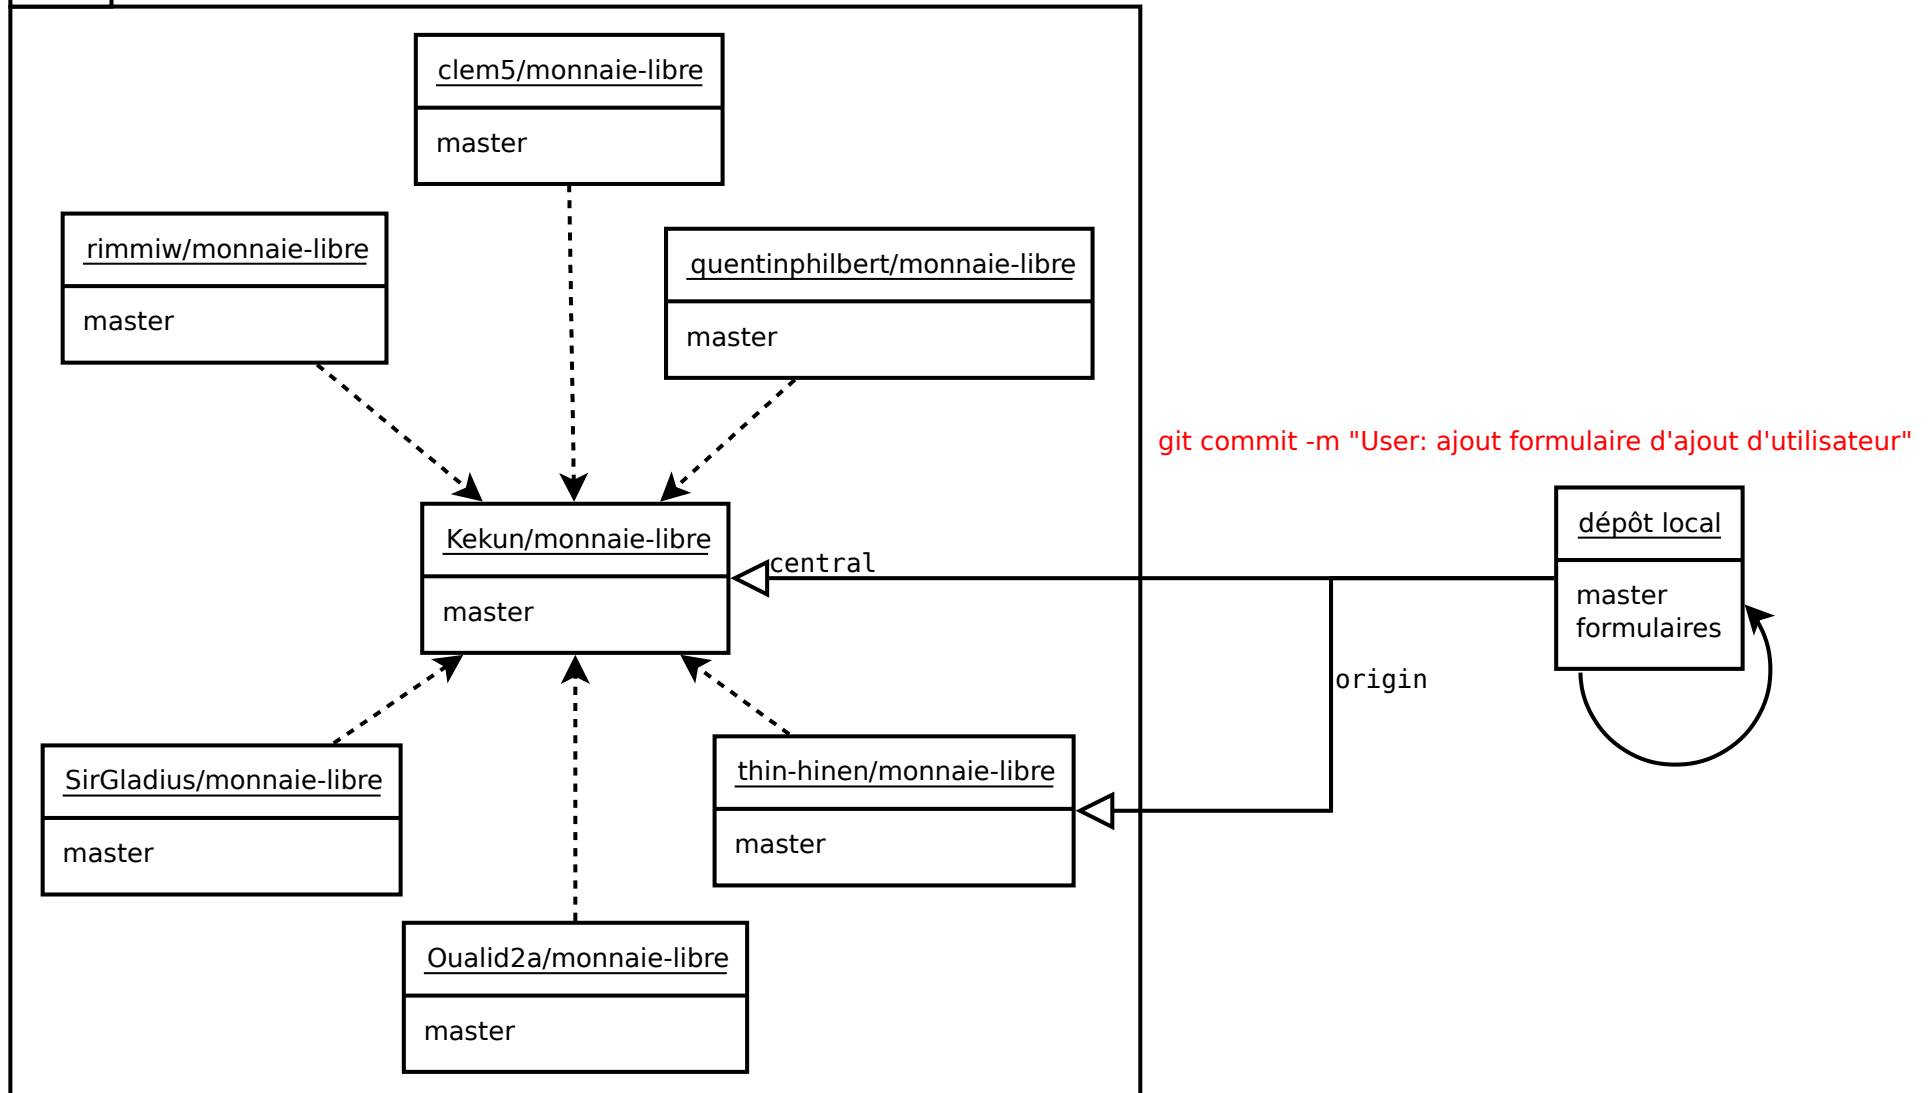 clem5/monnaie-libre
master
rimmiw/monnaie-libre
master
quentinphilbert/monnaie-libre
master
git commit -m "User: ajout formulaire d'ajout d'utilisateur"
Kekun/monnaie-libre
master
central
dépôt local
master
formulaires
origin
SirGladius/monnaie-libre
master
thin-hinen/monnaie-libre
master
Oualid2a/monnaie-libre
master